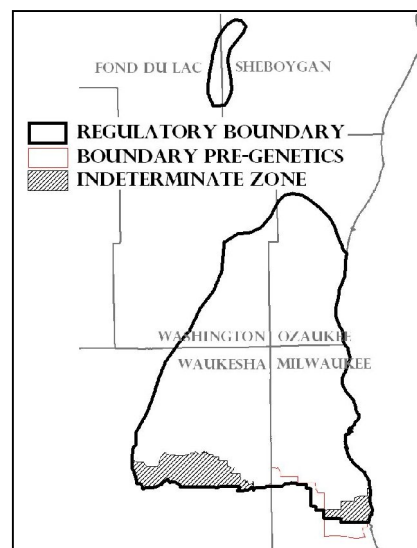 FOND DU LAC SHEBOYGAN
REGULATORY BOUNDARY
BOUNDARY PRE-GENETICS
INDETERMINATE ZONE
WASHINGTON OZAUKEE
WAUKESHA MILWAUKEE